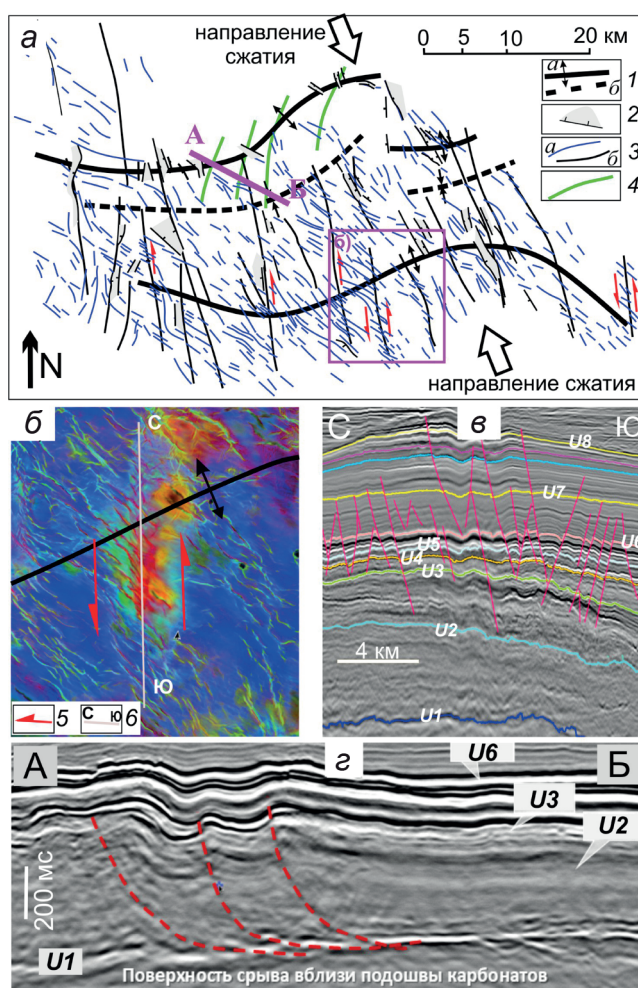 а
направление
сжатия
0 5 10 20 км
а
б
1
2
а
б
3
4
А
Б
б)
N
направление
сжатия
б
С
Ю
5
С Ю
6
С
в
Ю
U8
U7
U6
U5
U4
U3
U2
4 км
U1
А
г
Б
U6
U3
U2
200 мс
U1
Поверхность срыва вблизи подошвы карбонатов